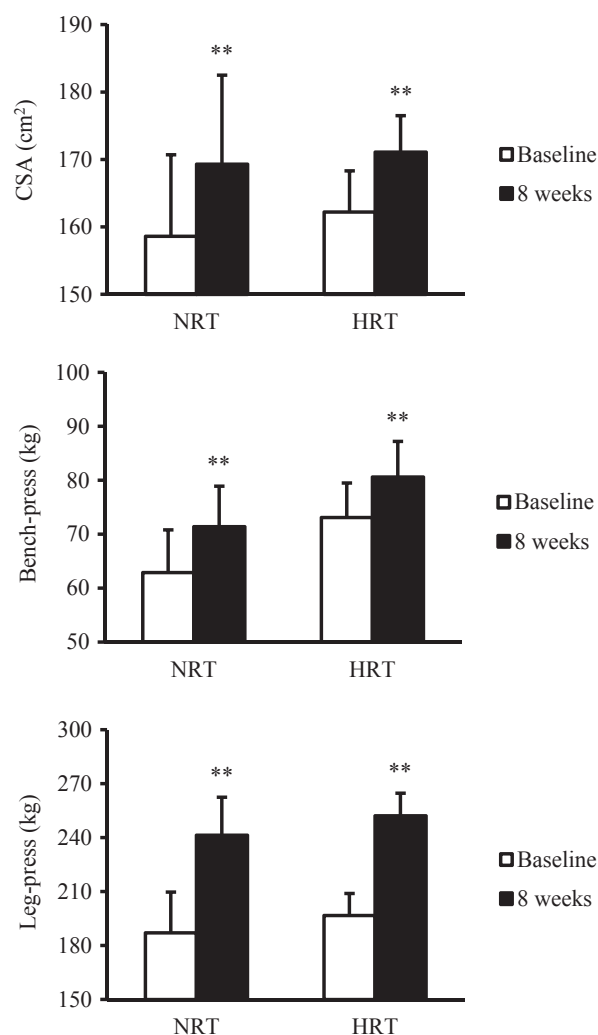 190
**
**
180
CSA (cm²)
170
Baseline
8 weeks
160
150
NRT
HRT
100
**
90
**
Bench-press (kg)
80
Baseline
70
8 weeks
60
50
NRT
HRT
300
**
**
270
Leg-press (kg)
240
Baseline
210
8 weeks
180
150
NRT
HRT